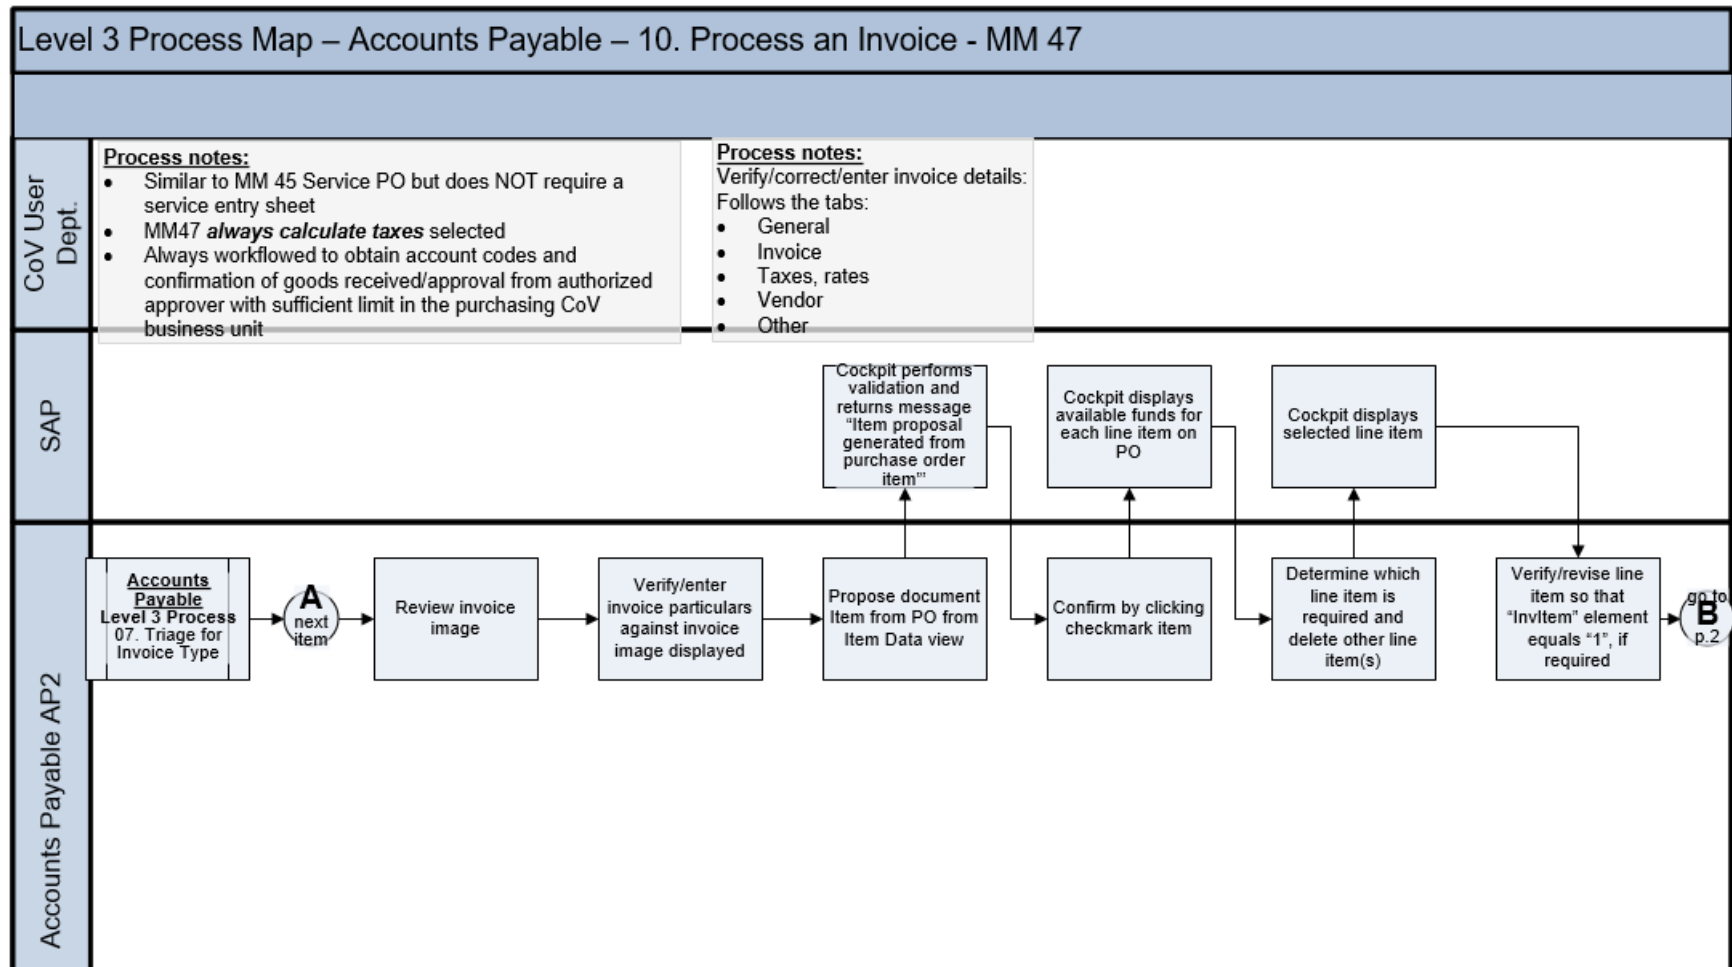 Level 3 Process Map – Accounts Payable – 10. Process an Invoice - MM 47
CoV User
Dept.
Process notes:
• Similar to MM 45 Service PO but does NOT require a
service entry sheet
• MM47 always calculate taxes selected
• Always workflowed to obtain account codes and
confirmation of goods received/approval from authorized
approver with sufficient limit in the purchasing CoV
business unit
Process notes:
Verify/correct/enter invoice details:
Follows the tabs:
• General
• Invoice
• Taxes, rates
• Vendor
• Other
SAP
Cockpit performs
validation and
returns message
“Item proposal
generated from
purchase order
item”’
Cockpit displays
available funds for
each line item on
PO
Cockpit displays
selected line item
Accounts Payable AP2
Accounts
Payable
Level 3 Process
07. Triage for
Invoice Type
A
next
item
Review invoice
image
Verify/enter
invoice particulars
against invoice
image displayed
Propose document
Item from PO from
Item Data view
Confirm by clicking
checkmark item
Determine which
line item is
required and
delete other line
item(s)
Verify/revise line
item so that
“InvItem” element
equals “1”, if
required
go to
B
p.2